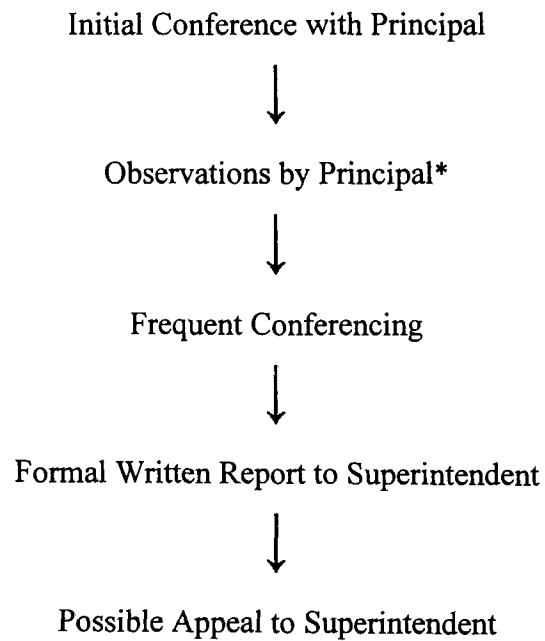 Initial Conference with Principal
Observations by Principal*
Frequent Conferencing
Formal Written Report to Superintendent
Possible Appeal to Superintendent